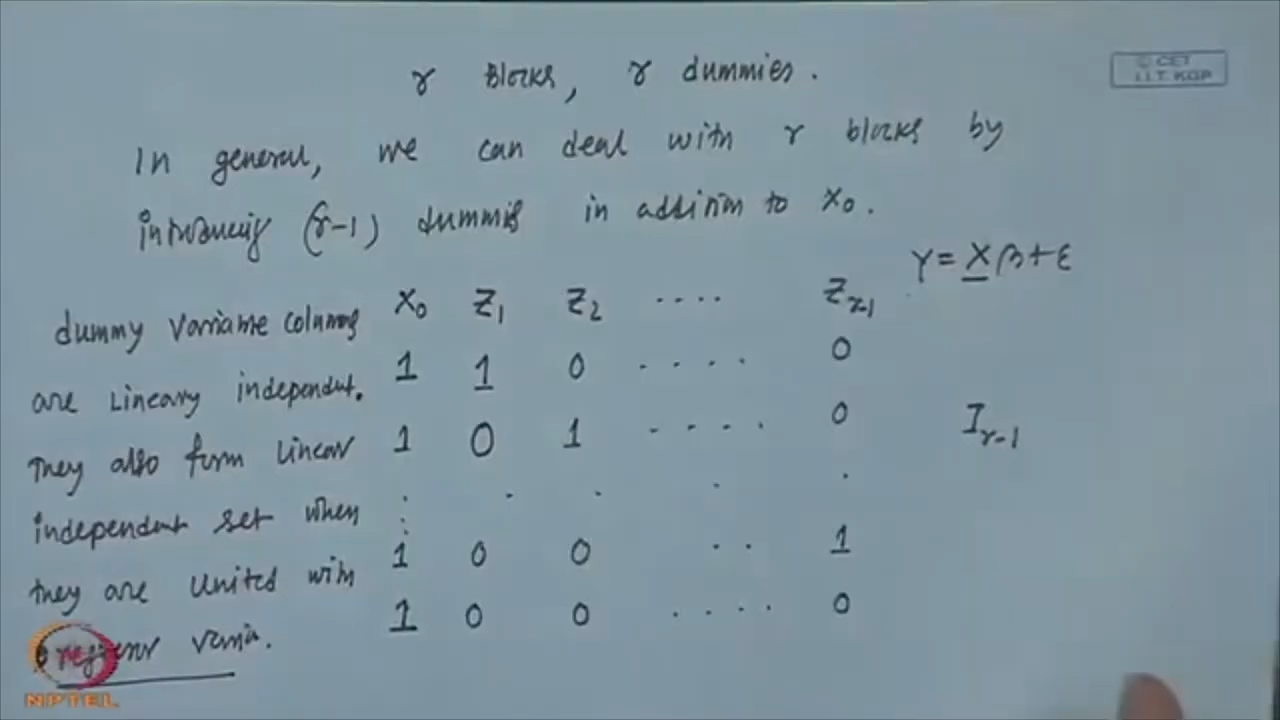 © CET
I.I.T. KGP
r Blocks, r dummies.
In general, we can deal with r blocks by
introducing (r-1) dummies in addition to X₀.
Y = Xβ + ε
dummy variable columns
are Lineary independent.
They also form linear
independent set when
they are United with
regressor varia.
X₀ Z₁ Z₂ .... Z_{r-1}
1 1 0 .... 0
1 0 1 .... 0
1 0 0 .. 1
1 0 0 .... 0
I_{r-1}
NPTEL